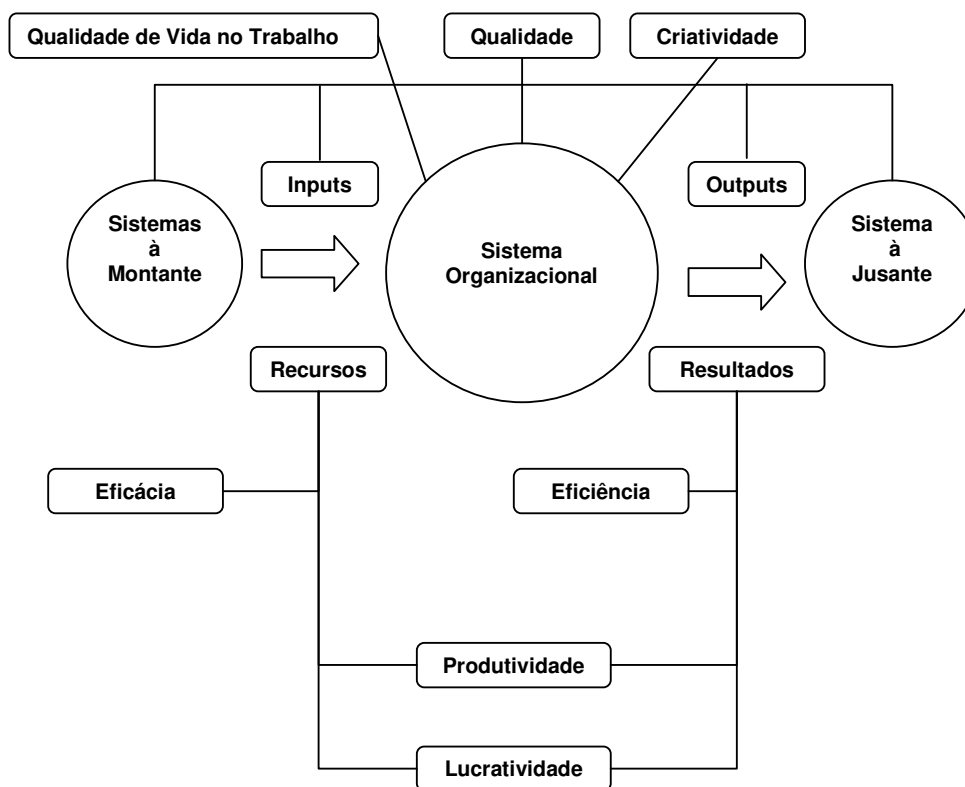 Qualidade de Vida no Trabalho
Qualidade
Criatividade
Inputs
Outputs
Sistemas
à
Montante
Sistema
Organizacional
Sistema
à
Jusante
Recursos
Resultados
Eficácia
Eficiência
Produtividade
Lucratividade